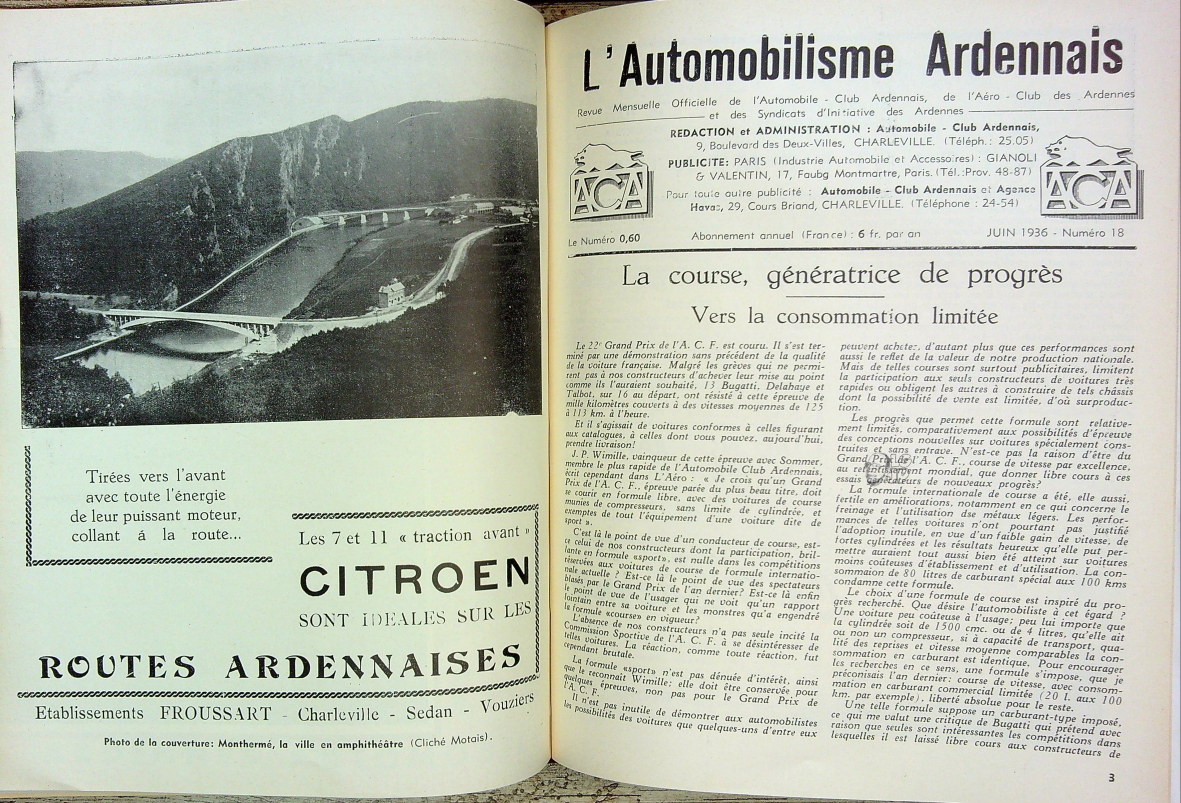 Tirées vers l'avant
avec toute l'énergie
de leur puissant moteur,
collant á la route...
Les 7 et 11 « traction avant »
CITROEN
SONT IDEALES SUR LES
ROUTES ARDENNAISES
Etablissements FROUSSART - Charleville - Sedan - Vouziers
Photo de la couverture: Monthermé, la ville en amphithéâtre (Cliché Motais).
L'Automobilisme Ardennais
Revue Mensuelle Officielle de l'Automobile - Club Ardennais, de l'Aéro - Club des Ardennes
et des Syndicats d'Initiative des Ardennes
REDACTION et ADMINISTRATION : Automobile - Club Ardennais,
9, Boulevard des Deux-Villes, CHARLEVILLE. (Téléph. : 25.05)
PUBLICITE: PARIS (Industrie Automobile et Accessoires) : GIANOLI
& VALENTIN, 17, Faubg Montmartre, Paris. (Tél.:Prov. 48-87)
Pour toute autre publicité : Automobile - Club Ardennais et Agence
Havas, 29, Cours Briand, CHARLEVILLE. (Téléphone : 24-54)
ACA
ACA
Le Numéro 0,60
Abonnement annuel (France) : 6 fr. par an
JUIN 1936 - Numéro 18
La course, génératrice de progrès
Vers la consommation limitée
Le 22e Grand Prix de l'A. C. F. est couru. Il s'est ter-
miné par une démonstration sans précédent de la qualité
de la voiture française. Malgré les grèves qui ne permi-
rent pas à nos constructeurs d'achever leur mise au point
comme ils l'auraient souhaité, 13 Bugatti, Delahaye et
Talbot, sur 16 au départ, ont résisté à cette épreuve de
mille kilomètres couverts à des vitesses moyennes de 125
à 113 km. à l'heure.
Et il s'agissait de voitures conformes à celles figurant
aux catalogues, à celles dont vous pouvez, aujourd'hui,
prendre livraison!
J. P. Wimille, vainqueur de cette épreuve avec Sommer,
membre le plus rapide de l'Automobile Club Ardennais,
écrit cependant dans L'Aéro : « Je crois qu'un Grand
Prix de l'A. C. F., épreuve parée du plus beau titre, doit
se courir en formule libre, avec des voitures de course
munies de compresseurs, sans limite de cylindrée, et
exemptes de tout l'équipement d'une voiture dite de
sport ».
C'est là le point de vue d'un conducteur de course, est-
ce celui de nos constructeurs dont la participation, bril-
lante en formule «sport», est nulle dans les compétitions
réservées aux voitures de course de formule internatio-
nale actuelle ? Est-ce là le point de vue des spectateurs
blasés par le Grand Prix de l'An dernier? Est-ce là enfin
le point de vue de l'usager qui ne voit qu'un rapport
lointain entre sa voiture et les monstres qu'a engendré
la formule «course» en vigueur?
L'absence de nos constructeurs n'a pas seule incité la
Commission Sportive de l'A. C. F. à se désintéresser de
telles voitures. La réaction, comme toute réaction, fut
cependant brutale.
La formule «sport» n'est pas dénuée d'intérêt, ainsi
que le reconnait Wimille; elle doit être conservée pour
quelques épreuves, non pas pour le Grand Prix de
l'A. C. F.
Il n'est pas inutile de démontrer aux automobilistes
les possibilités des voitures que quelques-uns d'entre eux
peuvent acheter, d'autant plus que ces performances sont
aussi le reflet de la valeur de notre production nationale.
Mais de telles courses sont surtout publicitaires, limitent
la participation aux seuls constructeurs de voitures très
rapides ou obligent les autres à construire de tels châssis
dont la possibilité de vente est limitée, d'où surproduc-
tion.
Les progrès que permet cette formule sont relative-
ment limités, comparativement aux possibilités d'épreuve
des conceptions nouvelles sur voitures spécialement cons-
truites et sans entrave. N'est-ce pas la raison d'être du
Grand Prix de l'A. C. F., course de vitesse par excellence,
au retentissement mondial, que donner libre cours à ces
essais générateurs de nouveaux progrès?
La formule internationale de course a été, elle aussi,
fertile en améliorations, notamment en ce qui concerne le
freinage et l'utilisation dse métaux légers. Les perfor-
mances de telles voitures n'ont pourtant pas justifié
l'adoption inutile, en vue d'un faible gain de vitesse, de
fortes cylindrées et les résultats heureux qu'elle put per-
mettre auraient tout aussi bien été atteint sur voitures
moins coûteuses d'établissement et d'utilisation. La con-
sommaion de 80 litres de carburant spécial aux 100 kms
condamne cette formule.
Le choix d'une formule de course est inspiré du pro-
grès recherché. Que désire l'automobiliste à cet égard ?
Une voiture peu coûteuse à l'usage; peu lui importe que
la cylindrée soit de 1500 cmc. ou de 4 litres, qu'elle ait
ou non un compresseur, si à capacité de transport, qua-
lité des reprises et vitesse moyenne comparables la con-
sommation en carburant est identique. Pour encourager
les recherches en ce sens, une formule s'impose, que je
préconisais l'an dernier: course de vitesse, avec consom-
mation en carburant commercial limitée (20 l. aux 100
km. par exemple), liberté absolue pour le reste.
Une telle formule suppose un carburant-type imposé,
ce qui me valut une critique de Bugatti qui prétend avec
raison que seules sont intéressantes les compétitions dans
lesquelles il est laissé libre cours aux constructeurs de
3